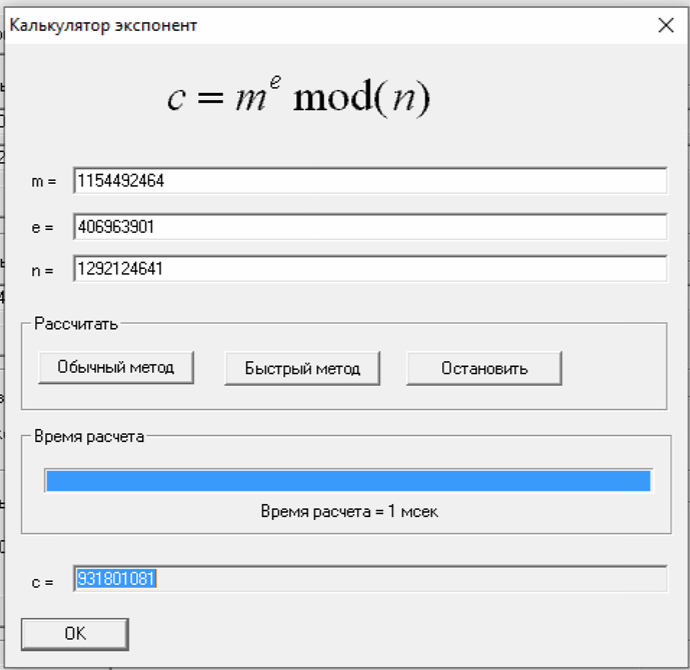 Калькулятор экспонент
c = m^e mod(n)
m = 1154492464
e = 406963901
n = 1292124641
Рассчитать
Обычный метод Быстрый метод Остановить
Время расчета
Время расчета = 1 мсек
c = 931801081
OK